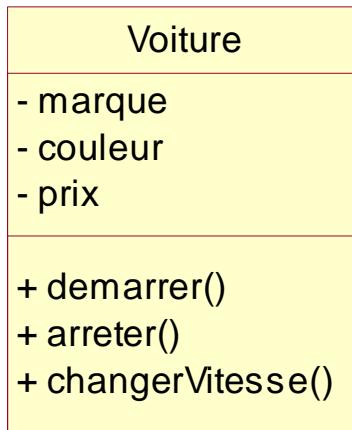 Voiture
- marque
- couleur
- prix
+ demarrer()
+ arreter()
+ changerVitesse()